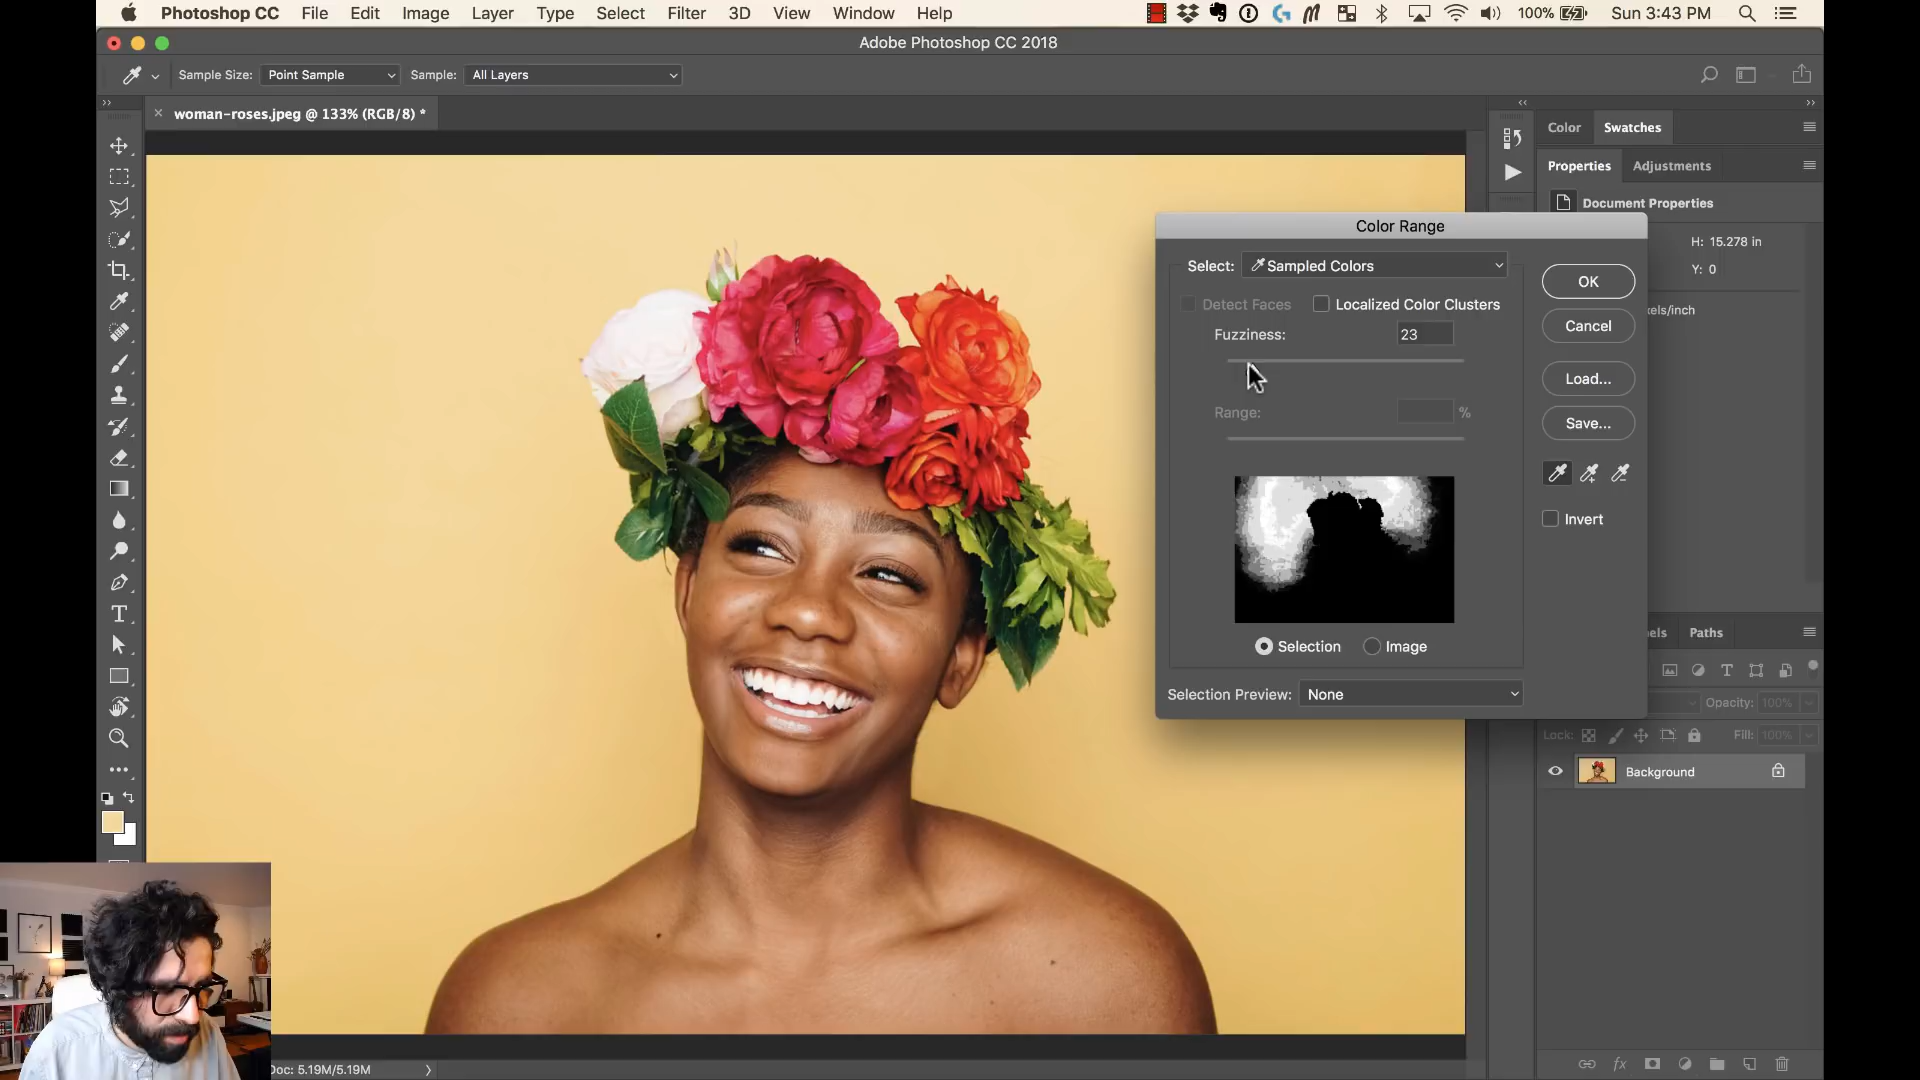 Photoshop CC File Edit Image Layer Type Select Filter 3D View Window Help 100% Sun 3:43 PM
Adobe Photoshop CC 2018
Sample Size: Point Sample Sample: All Layers
woman-roses.jpeg @ 133% (RGB/8) *
Color Swatches
Properties Adjustments
Document Properties
H: 15.278 in
Y: 0
xels/inch
Color Range
Select: Sampled Colors
OK
Detect Faces Localized Color Clusters
Fuzziness: 23
Cancel
Load...
Range: %
Save...
Invert
Selection Image
Selection Preview: None
nels Paths
Opacity: 100%
Lock: Fill: 100%
Background
Doc: 5.19M/5.19M